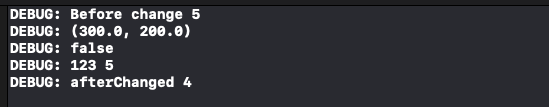 DEBUG: Before change 5
DEBUG: (300.0, 200.0)
DEBUG: false
DEBUG: 123 5
DEBUG: afterChanged 4